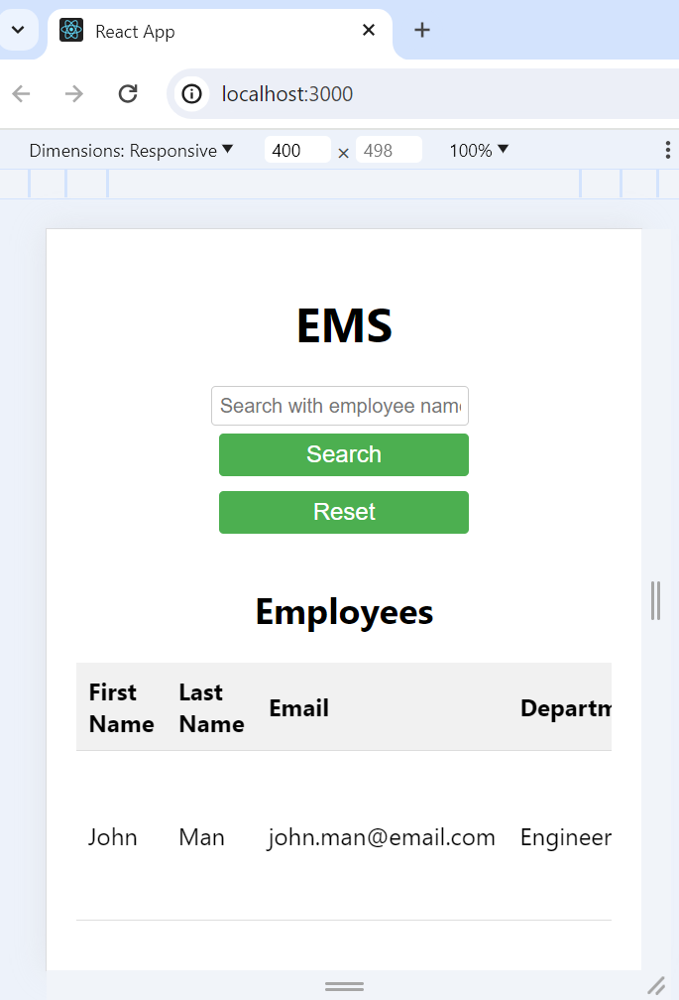 React App
localhost:3000
Dimensions: Responsive 400 × 498 100%
EMS
Search with employee nam
Search
Reset
Employees
First Name Last Name Email Departm
John Man john.man@email.com Engineer